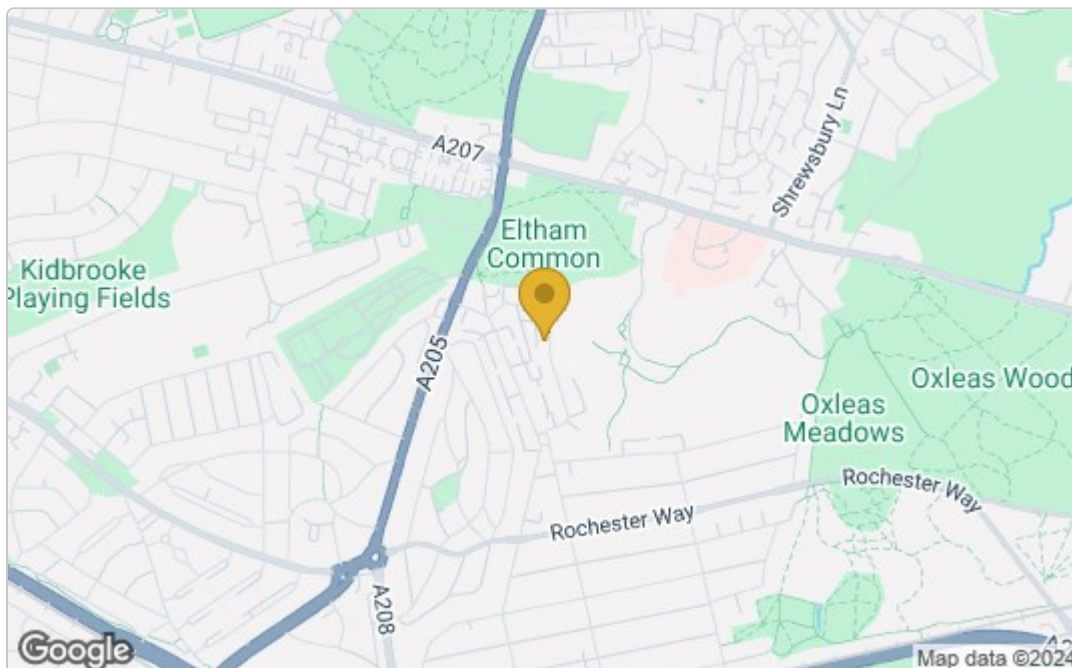 A207
Shrewsbury Ln
Eltham
Common
Kidbrooke
Playing Fields
A205
Oxleas Wood
Oxleas
Meadows
Rochester Way
Rochester Way
A208
A2
Google
Map data ©2024